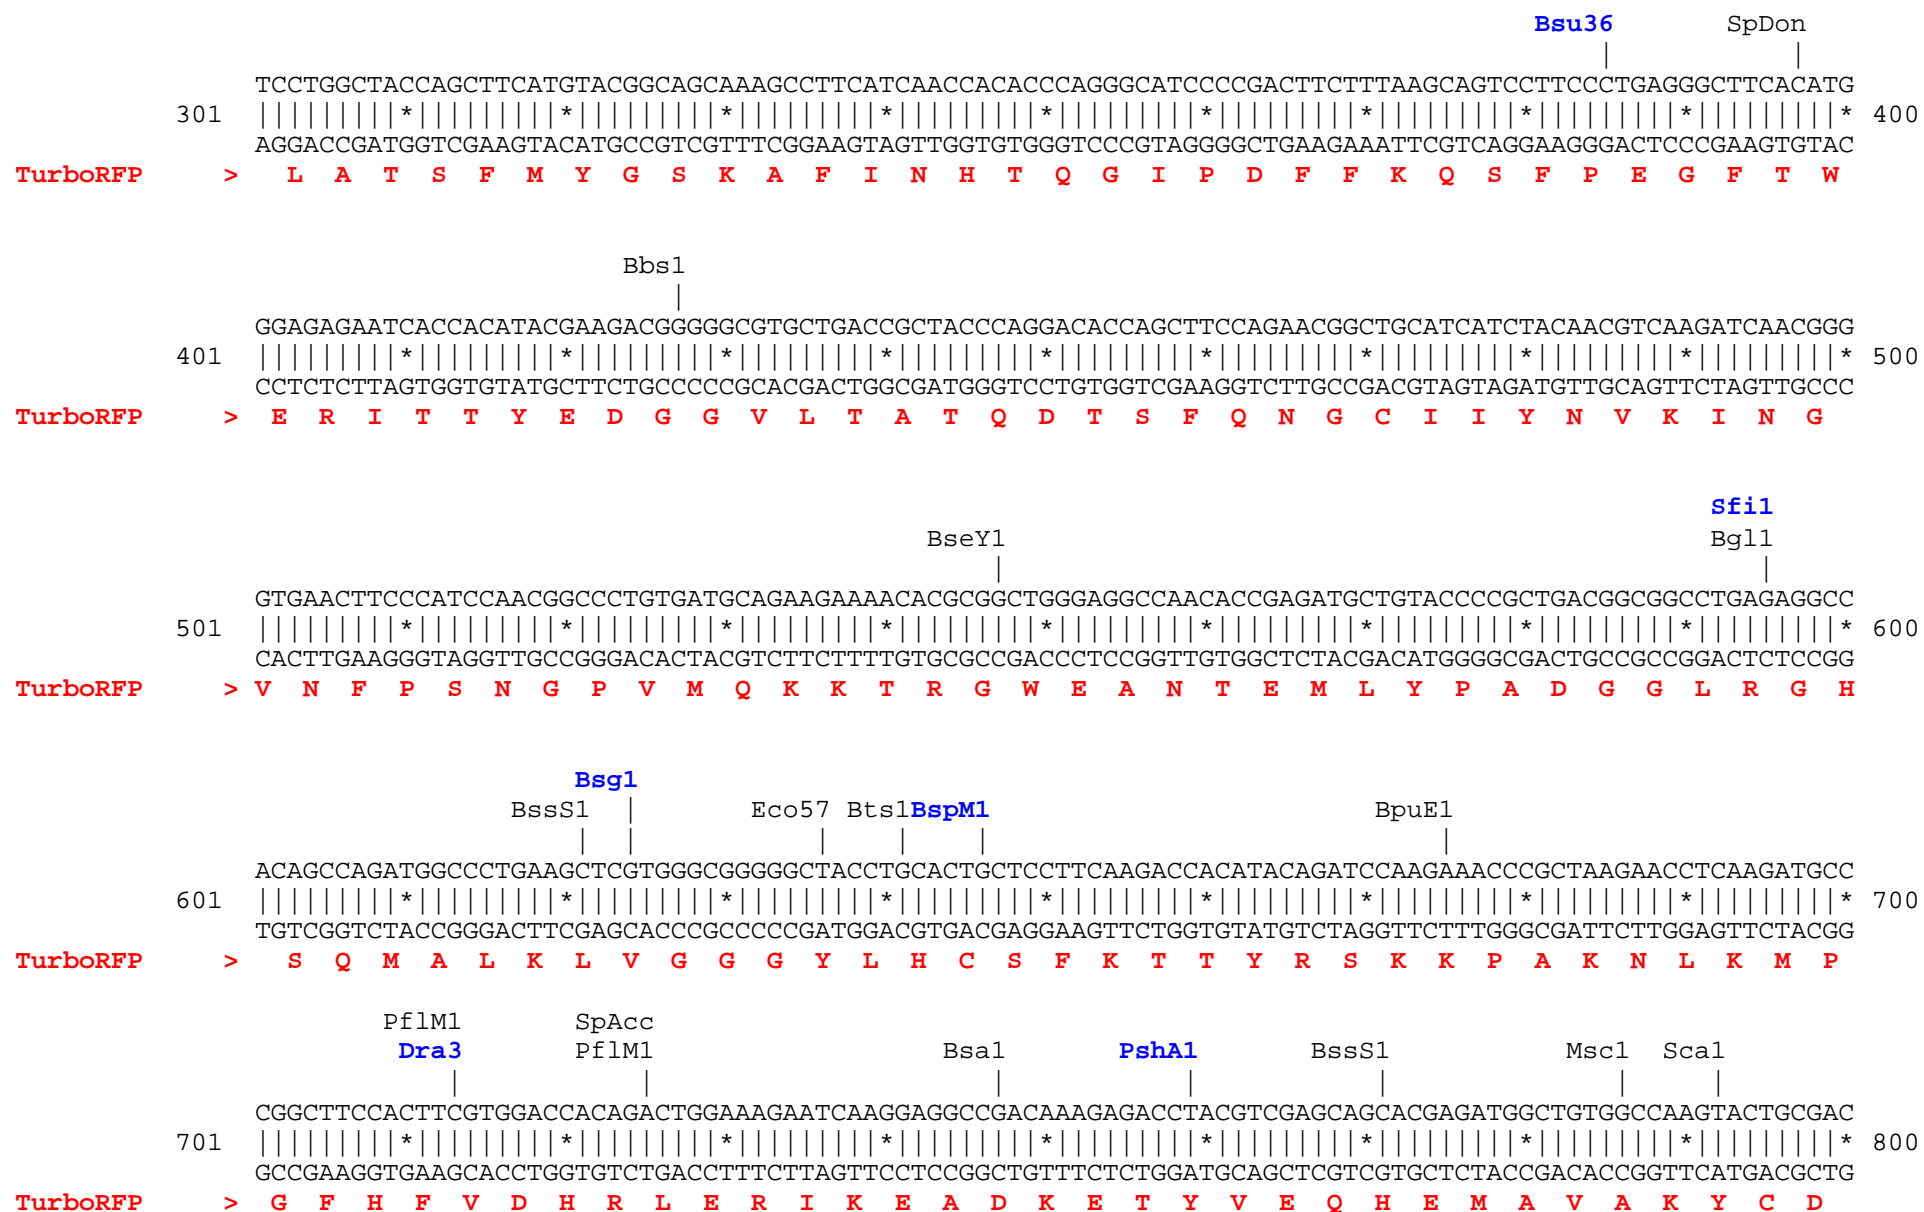 Bsu36 SpDon
| |
TCCTGGCTACCAGCTTCATGTACGGCAGCAAAGCCTTCATCAACCACACCCAGGGCATCCCCGACTTCTTTAAGCAGTCCTTCCCTGAGGGCTTCACATG
301 |||||||||*|||||||||*|||||||||*|||||||||*|||||||||*|||||||||*|||||||||*|||||||||*|||||||||*|||||||||* 400
AGGACCGATGGTCGAAGTACATGCCGTCGTTTCGGAAGTAGTTGGTGTGGGTCCCGTAGGGGCTGAAGAAATTCGTCAGGAAGGGACTCCCGAAGTGTAC
TurboRFP > L A T S F M Y G S K A F I N H T Q G I P D F F K Q S F P E G F T W
Bbs1
|
GGAGAGAATCACCACATACGAAGACGGGGGCGTGCTGACCGCTACCCAGGACACCAGCTTCCAGAACGGCTGCATCATCTACAACGTCAAGATCAACGGG
401 |||||||||*|||||||||*|||||||||*|||||||||*|||||||||*|||||||||*|||||||||*|||||||||*|||||||||*|||||||||* 500
CCTCTCTTAGTGGTGTATGCTTCTGCCCCCGCACGACTGGCGATGGGTCCTGTGGTCGAAGGTCTTGCCGACGTAGTAGATGTTGCAGTTCTAGTTGCCC
TurboRFP > E R I T T Y E D G G V L T A T Q D T S F Q N G C I I Y N V K I N G
Sfi1
BseY1 Bgl1
| |
GTGAACTTCCCATCCAACGGCCCTGTGATGCAGAAGAAAACACGCGGCTGGGAGGCCAACACCGAGATGCTGTACCCCGCTGACGGCGGCCTGAGAGGCC
501 |||||||||*|||||||||*|||||||||*|||||||||*|||||||||*|||||||||*|||||||||*|||||||||*|||||||||*|||||||||* 600
CACTTGAAGGGTAGGTTGCCGGGACACTACGTCTTCTTTTGTGCGCCGACCCTCCGGTTGTGGCTCTACGACATGGGGCGACTGCCGCCGGACTCTCCGG
TurboRFP > V N F P S N G P V M Q K K T R G W E A N T E M L Y P A D G G L R G H
Bsg1
BssS1 | Eco57 Bts1BspM1 BpuE1
| | | | | |
ACAGCCAGATGGCCCTGAAGCTCGTGGGCGGGGGCTACCTGCACTGCTCCTTCAAGACCACATACAGATCCAAGAAACCCGCTAAGAACCTCAAGATGCC
601 |||||||||*|||||||||*|||||||||*|||||||||*|||||||||*|||||||||*|||||||||*|||||||||*|||||||||*|||||||||* 700
TGTCGGTCTACCGGGACTTCGAGCACCCGCCCCCGATGGACGTGACGAGGAAGTTCTGGTGTATGTCTAGGTTCTTTGGGCGATTCTTGGAGTTCTACGG
TurboRFP > S Q M A L K L V G G G Y L H C S F K T T Y R S K K P A K N L K M P
PflM1 SpAcc
Dra3 PflM1 Bsa1 PshA1 BssS1 Msc1 Sca1
| | | | | | |
CGGCTTCCACTTCGTGGACCACAGACTGGAAAGAATCAAGGAGGCCGACAAAGAGACCTACGTCGAGCAGCACGAGATGGCTGTGGCCAAGTACTGCGAC
701 |||||||||*|||||||||*|||||||||*|||||||||*|||||||||*|||||||||*|||||||||*|||||||||*|||||||||*|||||||||* 800
GCCGAAGGTGAAGCACCTGGTGTCTGACCTTTCTTAGTTCCTCCGGCTGTTTCTCTGGATGCAGCTCGTCGTGCTCTACCGACACCGGTTCATGACGCTG
TurboRFP > G F H F V D H R L E R I K E A D K E T Y V E Q H E M A V A K Y C D